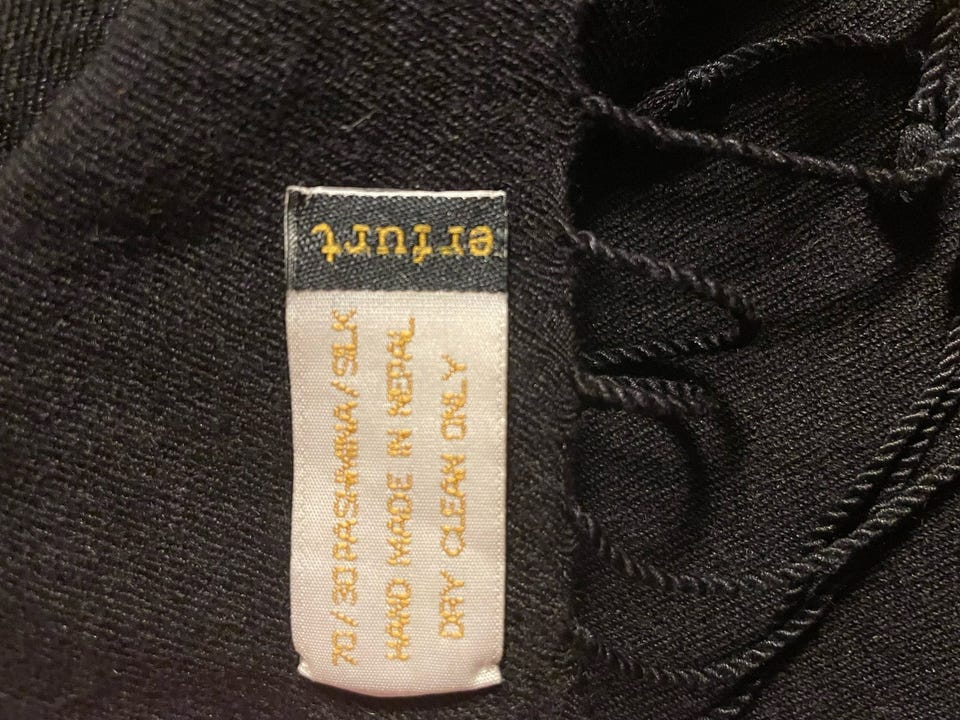 erfurt
70 / 30 PASHMINA / SILK
HAND MADE IN NEPAL
DRY CLEAN ONLY